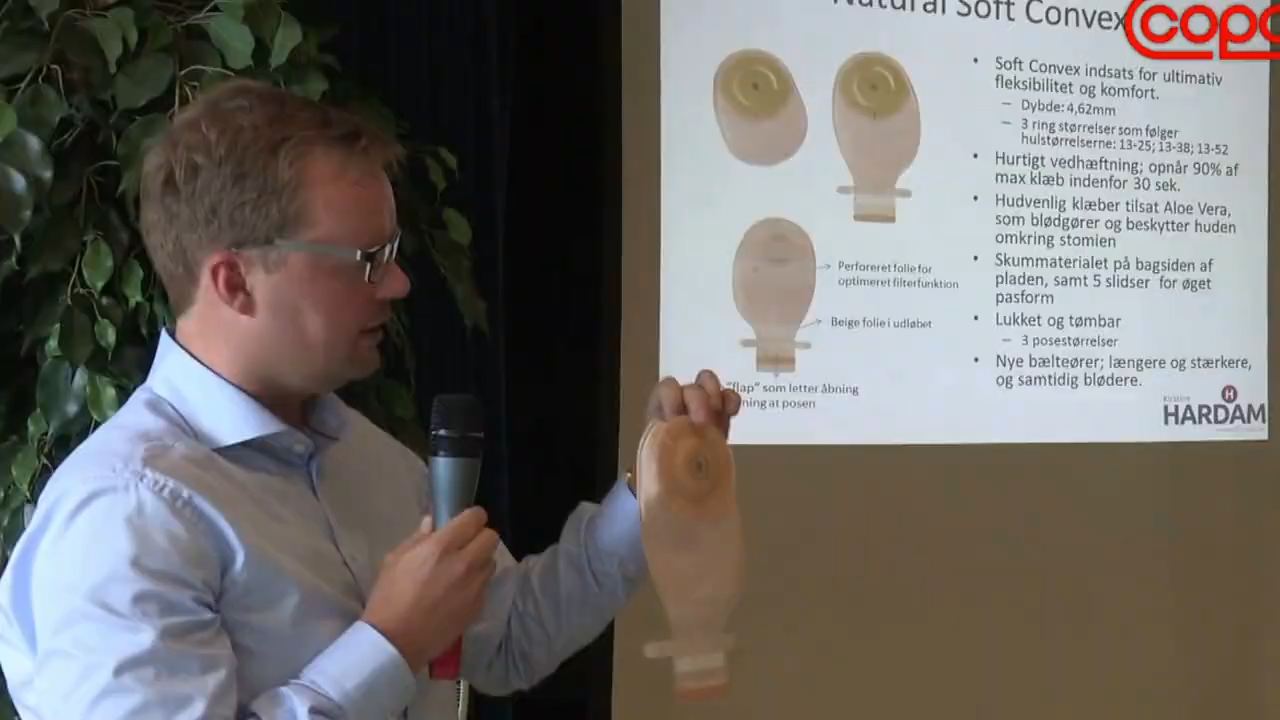 Natural Soft Convex
copa
Soft Convex indsats for ultimativ
fleksibilitet og komfort.
– Dybde: 4,62mm
– 3 ring størrelser som følger
hulstørrelserne: 13-25; 13-38; 13-52
Hurtigt vedhæftning; opnår 90% af
max klæb indenfor 30 sek.
Hudvenlig klæber tilsat Aloe Vera,
som blødgører og beskytter huden
omkring stomien
Skummaterialet på bagsiden af
pladen, samt 5 slidser for øget
pasform
Lukket og tømbar
– 3 posestørrelser
Nye bælteører; længere og stærkere,
og samtidig blødere.
Perforeret folie for
optimeret filterfunktion
Beige folie i udløbet
"flap" som letter åbning
at posen
HARDAM